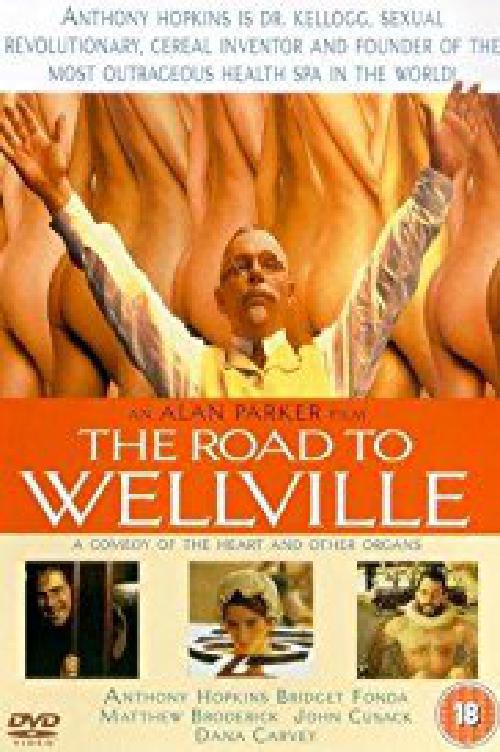 ANTHONY HOPKINS IS DR. KELLOGG, SEXUAL
REVOLUTIONARY, CEREAL INVENTOR AND FOUNDER OF THE
MOST OUTRAGEOUS HEALTH SPA IN THE WORLD!
AN ALAN PARKER FILM
THE ROAD TO
WELLVILLE
A COMEDY OF THE HEART AND OTHER ORGANS
ANTHONY HOPKINS BRIDGET FONDA
MATTHEW BRODERICK JOHN CUSACK
DANA CARVEY
DVD
VIDEO
18